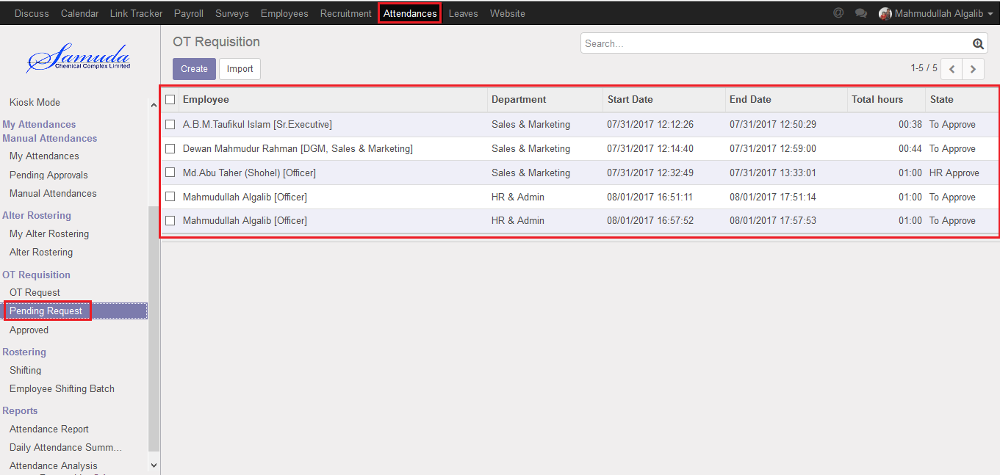 Discuss Calendar Link Tracker Payroll Surveys Employees Recruitment Attendances Leaves Website @ Mahmudullah Algalib
Samuda
Chemical Complex Limited
OT Requisition
Search...
Create Import
1-5 / 5
Kiosk Mode
My Attendances
Manual Attendances
My Attendances
Pending Approvals
Manual Attendances
Alter Rostering
My Alter Rostering
Alter Rostering
OT Requisition
OT Request
Pending Request
Approved
Rostering
Shifting
Employee Shifting Batch
Reports
Attendance Report
Daily Attendance Summ...
Attendance Analysis
Employee Department Start Date End Date Total hours State
A.B.M.Taufikul Islam [Sr.Executive] Sales & Marketing 07/31/2017 12:12:26 07/31/2017 12:50:29 00:38 To Approve
Dewan Mahmudur Rahman [DGM, Sales & Marketing] Sales & Marketing 07/31/2017 12:14:40 07/31/2017 12:59:00 00:44 To Approve
Md.Abu Taher (Shohel) [Officer] Sales & Marketing 07/31/2017 12:32:49 07/31/2017 13:33:01 01:00 HR Approve
Mahmudullah Algalib [Officer] HR & Admin 08/01/2017 16:51:11 08/01/2017 17:51:14 01:00 To Approve
Mahmudullah Algalib [Officer] HR & Admin 08/01/2017 16:57:52 08/01/2017 17:57:53 01:00 To Approve